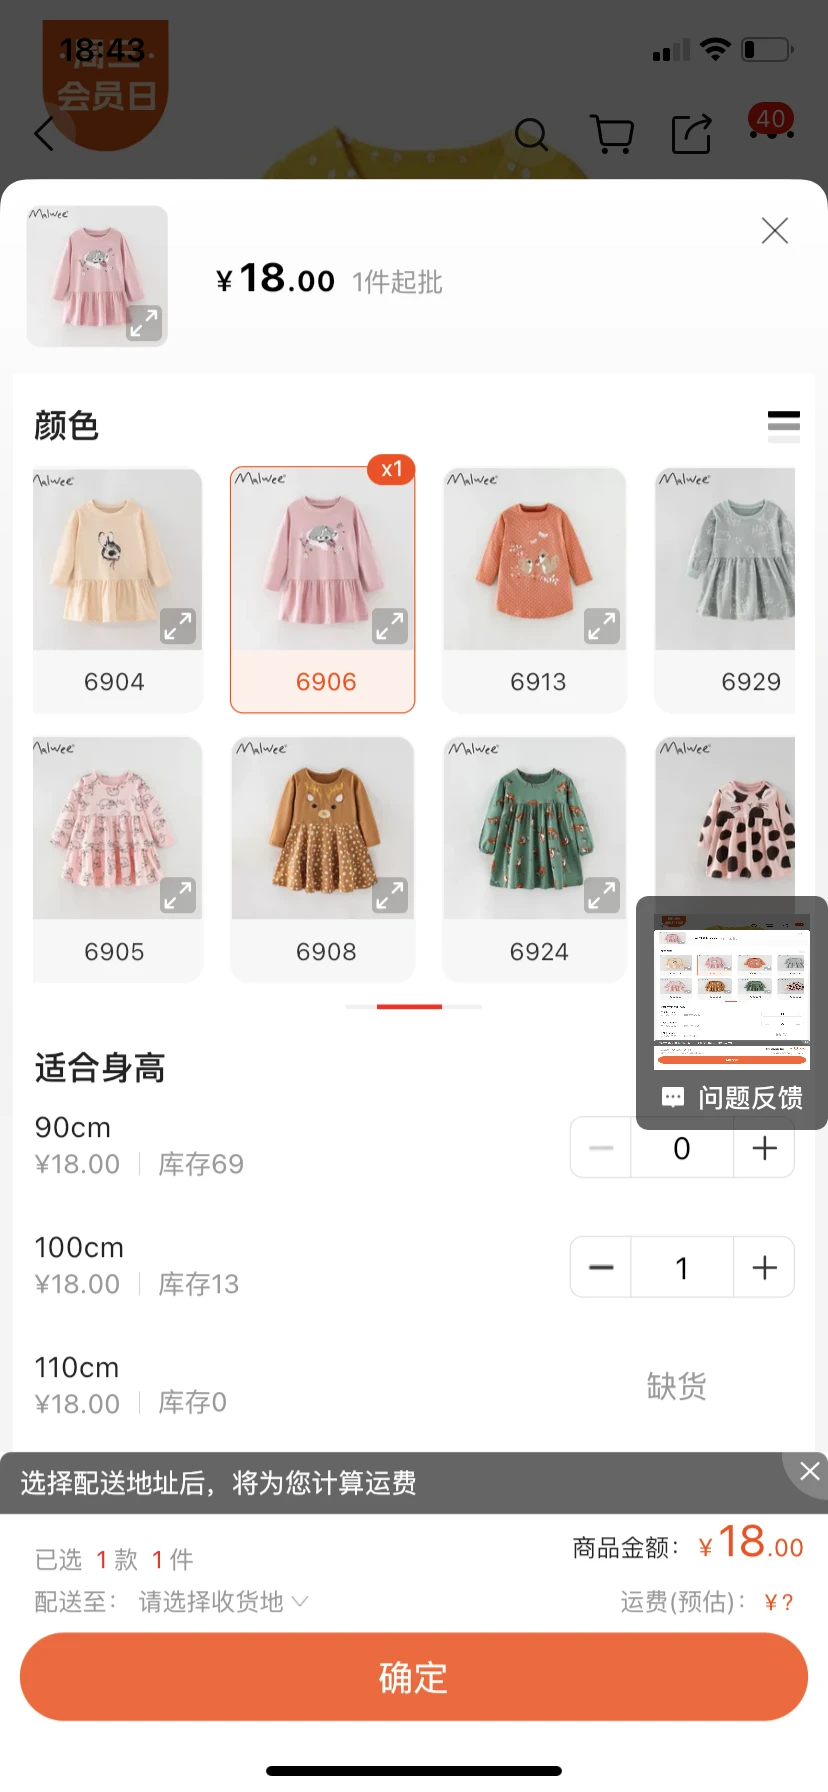 18:43
会员日
40
Malwee
¥18.00 1件起批
颜色
Malwee
Malwee
x1
Malwee
Malwee
6904
6906
6913
6929
Malwee
Malwee
Malwee
Malwee
6905
6908
6924
问题反馈
适合身高
90cm
¥18.00 库存69
0
100cm
¥18.00 库存13
1
110cm
¥18.00 库存0
缺货
选择配送地址后，将为您计算运费
已选 1 款 1 件
商品金额： ¥18.00
配送至： 请选择收货地
运费(预估)： ¥?
确定